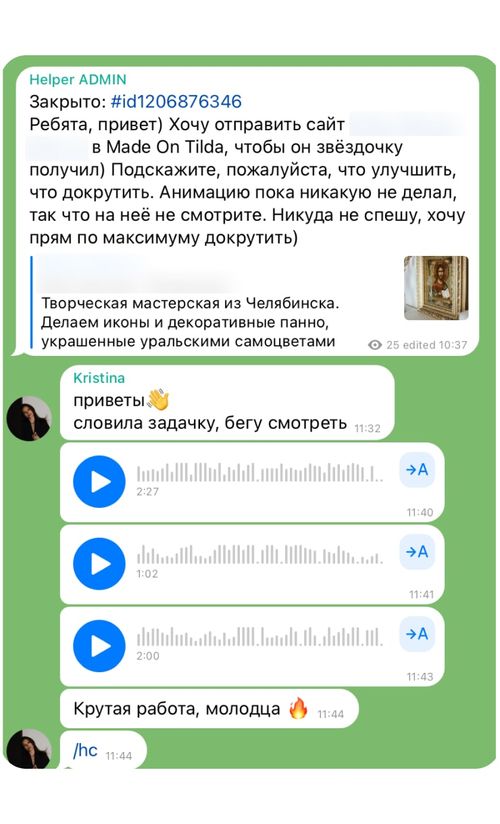 Helper ADMIN
Закрыто: #id1206876346
Ребята, привет) Хочу отправить сайт
в Made On Tilda, чтобы он звёздочку
получил) Подскажите, пожалуйста, что улучшить,
что докрутить. Анимацию пока никакую не делал,
так что на неё не смотрите. Никуда не спешу, хочу
прям по максимуму докрутить)
Творческая мастерская из Челябинска.
Делаем иконы и декоративные панно,
украшенные уральскими самоцветами
25 edited 10:37
Kristina
приветы👋
словила задачку, бегу смотреть 11:32
→A
2:27
11:40
→A
1:02
11:41
→A
2:00
11:43
Крутая работа, молодца 🔥 11:44
/hc 11:44